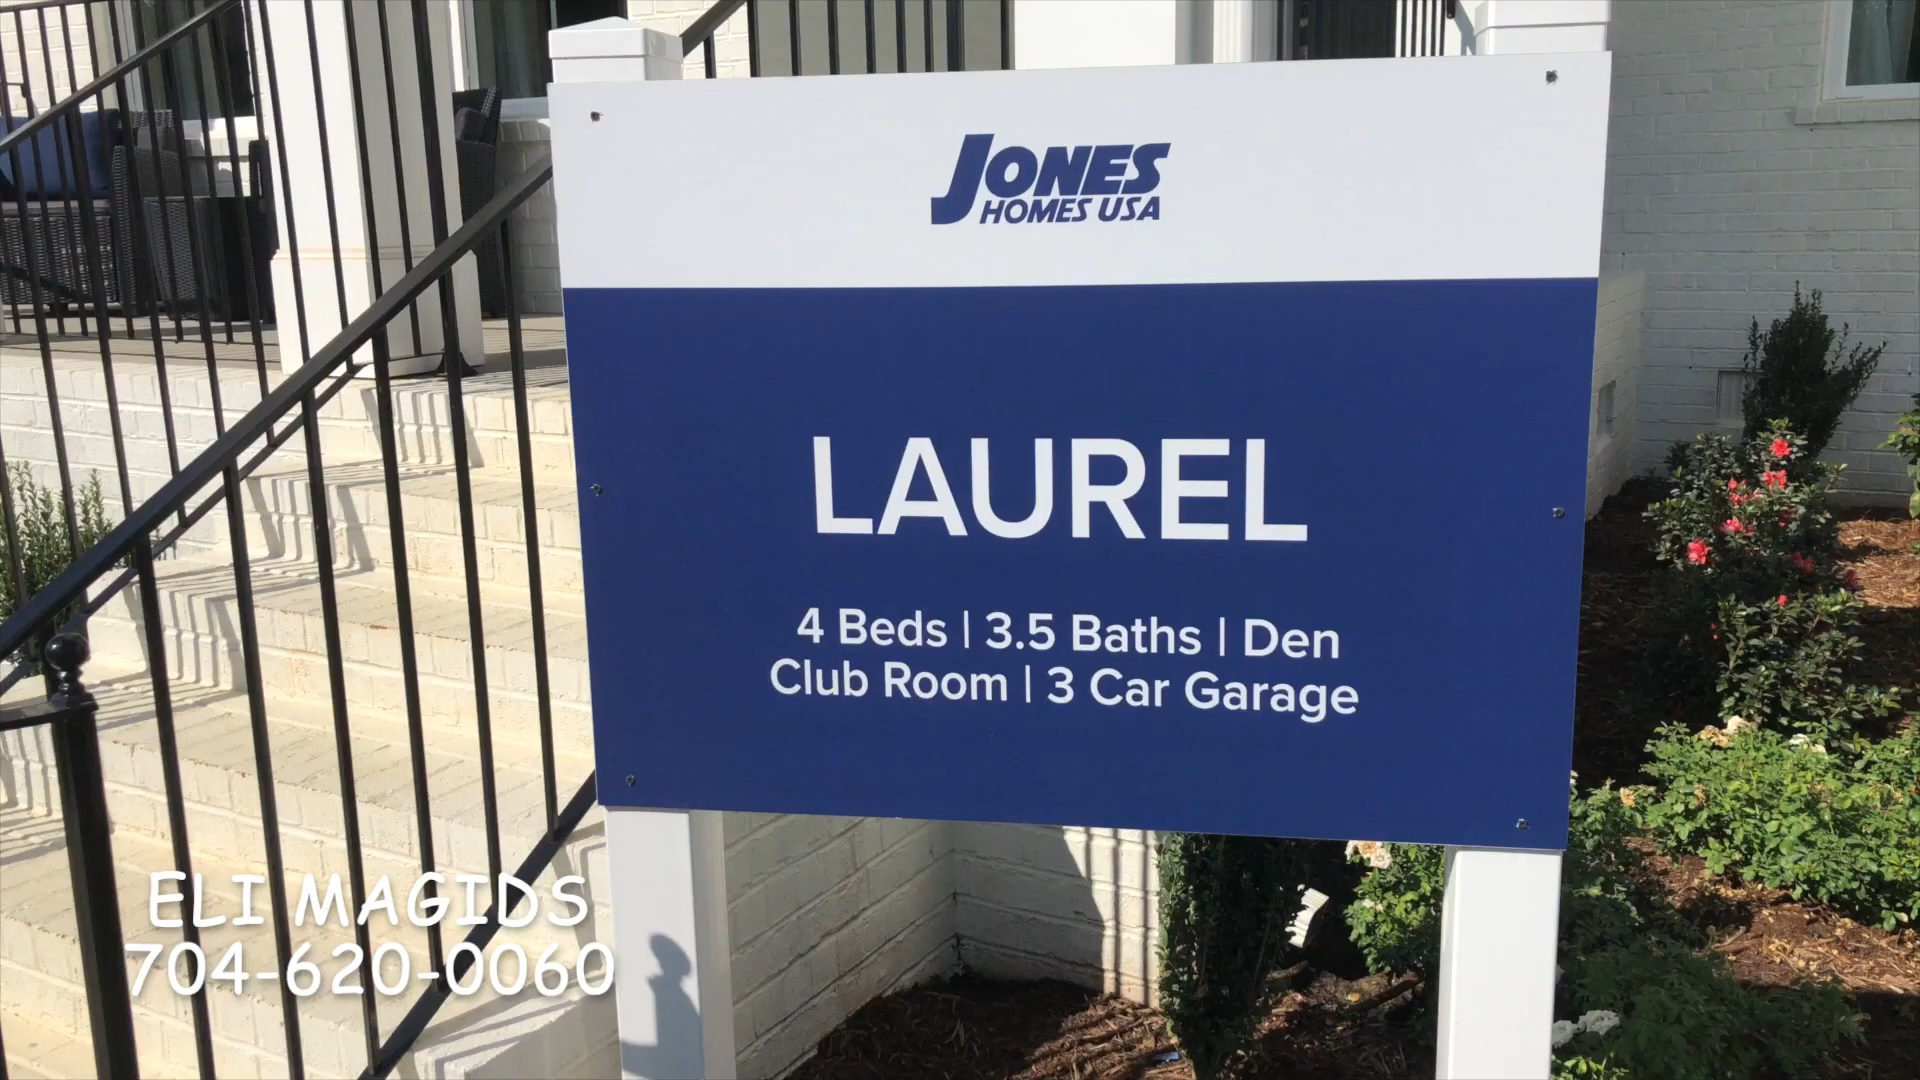 JONES
HOMES USA
LAUREL
4 Beds | 3.5 Baths | Den
Club Room | 3 Car Garage
ELI MAGIDS
704-620-0060